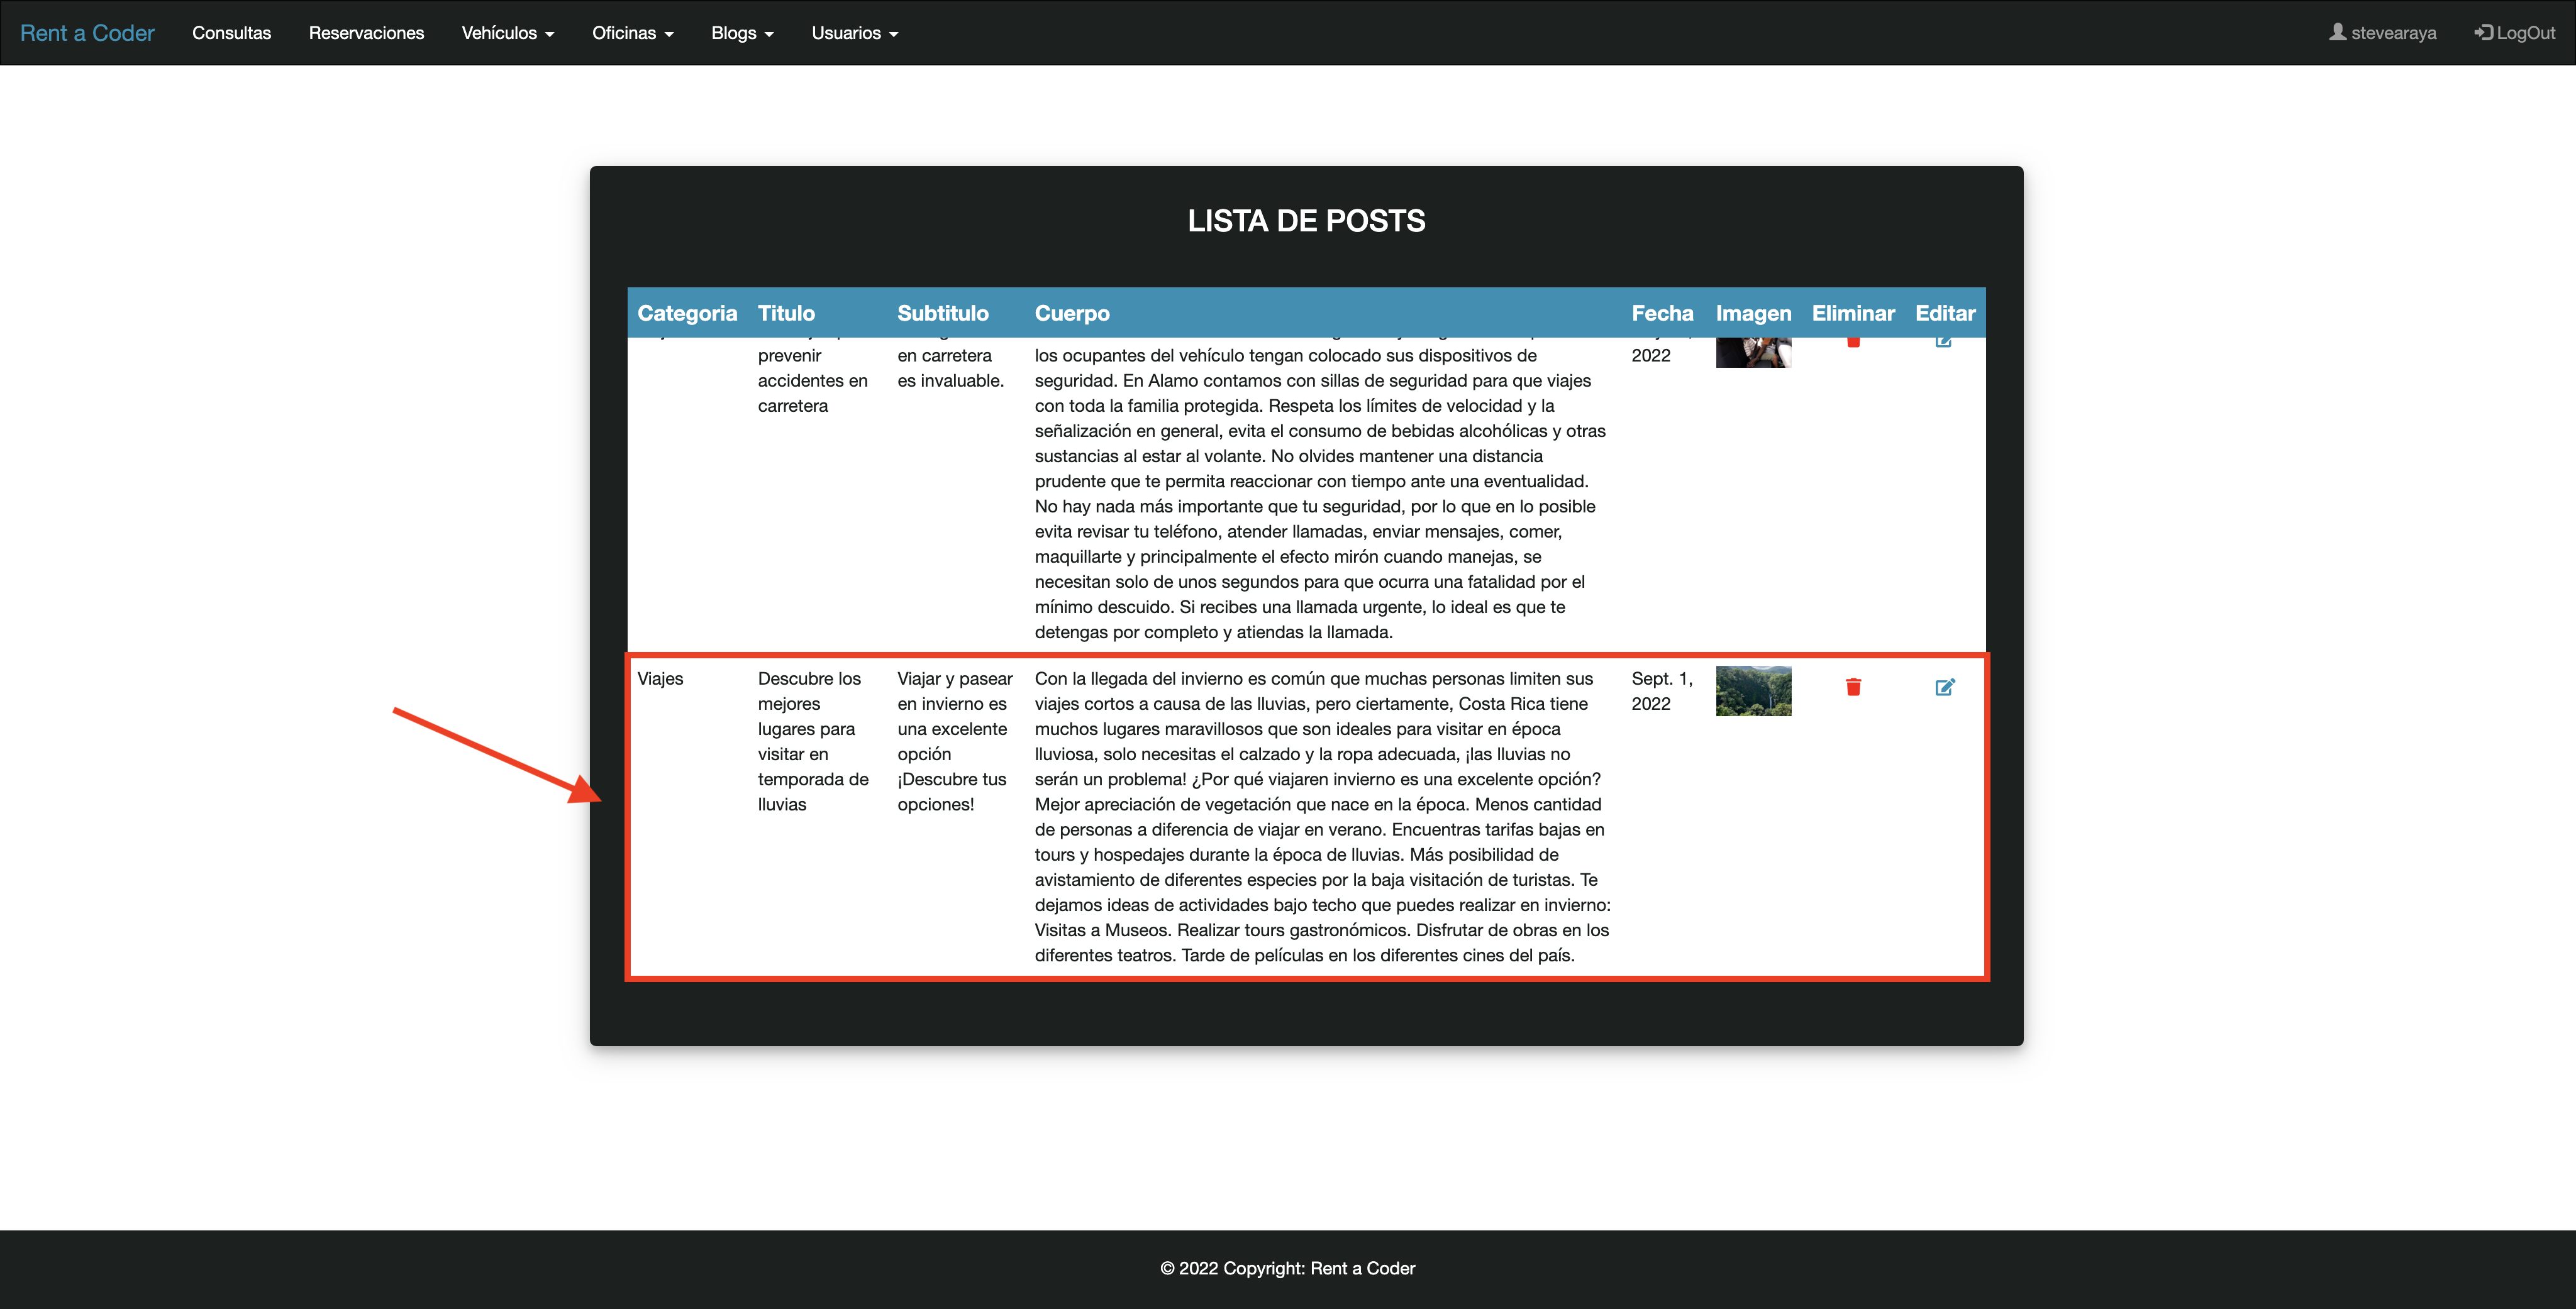 Rent a Coder Consultas Reservaciones Vehículos Oficinas Blogs Usuarios stevearaya LogOut
LISTA DE POSTS
Categoria Titulo Subtitulo Cuerpo Fecha Imagen Eliminar Editar
prevenir
accidentes en
carretera
en carretera
es invaluable.
los ocupantes del vehículo tengan colocado sus dispositivos de
seguridad. En Alamo contamos con sillas de seguridad para que viajes
con toda la familia protegida. Respeta los límites de velocidad y la
señalización en general, evita el consumo de bebidas alcohólicas y otras
sustancias al estar al volante. No olvides mantener una distancia
prudente que te permita reaccionar con tiempo ante una eventualidad.
No hay nada más importante que tu seguridad, por lo que en lo posible
evita revisar tu teléfono, atender llamadas, enviar mensajes, comer,
maquillarte y principalmente el efecto mirón cuando manejas, se
necesitan solo de unos segundos para que ocurra una fatalidad por el
mínimo descuido. Si recibes una llamada urgente, lo ideal es que te
detengas por completo y atiendas la llamada.
2022
Viajes
Descubre los
mejores
lugares para
visitar en
temporada de
lluvias
Viajar y pasear
en invierno es
una excelente
opción
¡Descubre tus
opciones!
Con la llegada del invierno es común que muchas personas limiten sus
viajes cortos a causa de las lluvias, pero ciertamente, Costa Rica tiene
muchos lugares maravillosos que son ideales para visitar en época
lluviosa, solo necesitas el calzado y la ropa adecuada, ¡las lluvias no
serán un problema! ¿Por qué viajaren invierno es una excelente opción?
Mejor apreciación de vegetación que nace en la época. Menos cantidad
de personas a diferencia de viajar en verano. Encuentras tarifas bajas en
tours y hospedajes durante la época de lluvias. Más posibilidad de
avistamiento de diferentes especies por la baja visitación de turistas. Te
dejamos ideas de actividades bajo techo que puedes realizar en invierno:
Visitas a Museos. Realizar tours gastronómicos. Disfrutar de obras en los
diferentes teatros. Tarde de películas en los diferentes cines del país.
Sept. 1,
2022
© 2022 Copyright: Rent a Coder